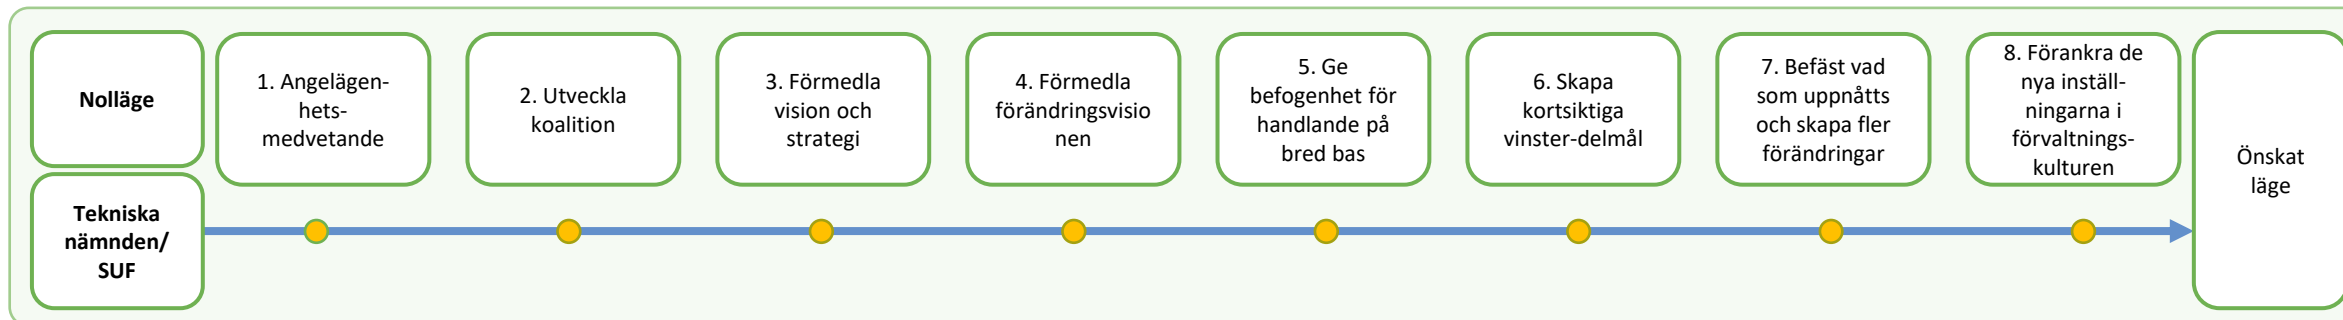 Nolläge
1. Angelägen-
hets-
medvetande
2. Utveckla
koalition
3. Förmedla
vision och
strategi
4. Förmedla
förändringsvisio
nen
5. Ge
befogenhet för
handlande på
bred bas
6. Skapa
kortsiktiga
vinster-delmål
7. Befäst vad
som uppnåtts
och skapa fler
förändringar
8. Förankra de
nya inställ-
ningarna i
förvaltnings-
kulturen
Önskat
läge
Tekniska
nämnden/
SUF